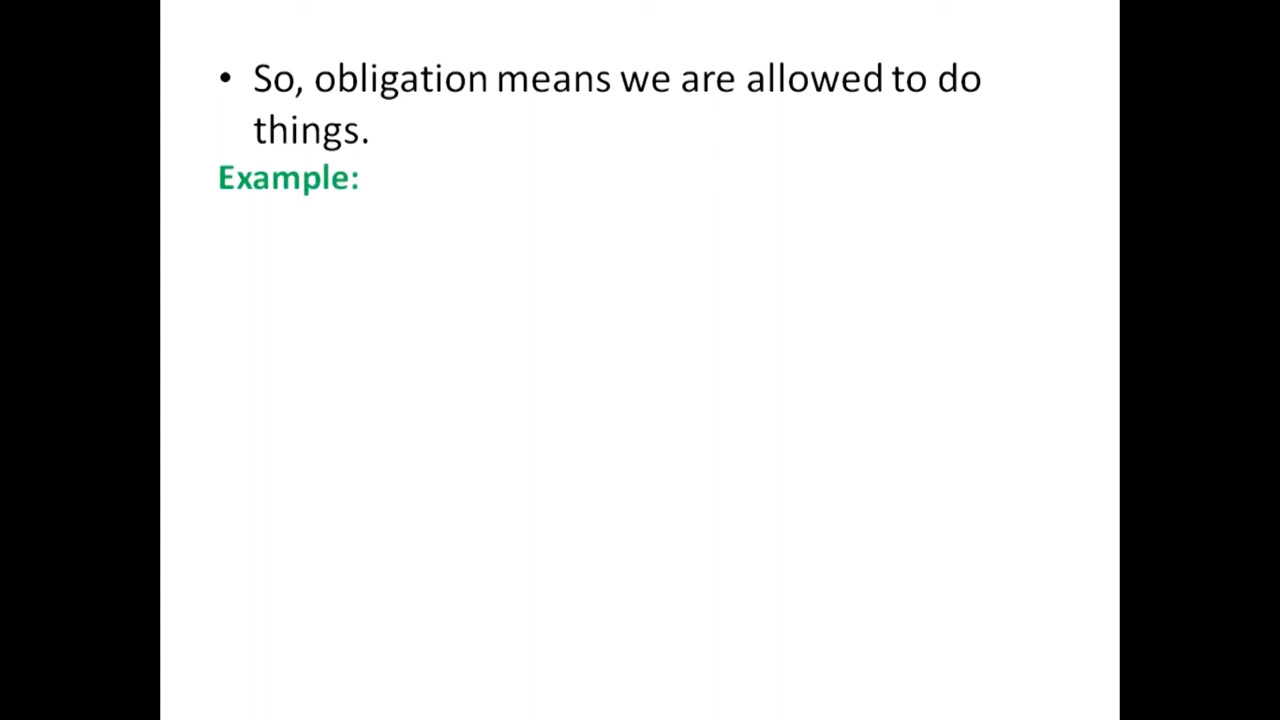 • So, obligation means we are allowed to do
things.
Example: